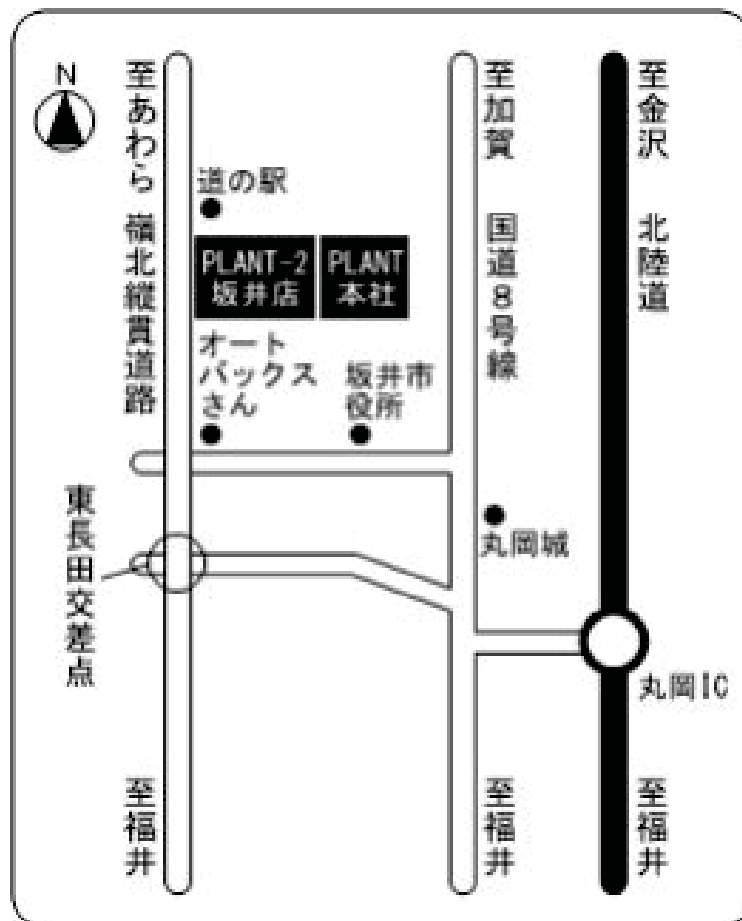 N
至あわら
嶺北縦貫道路
至加賀
国道8号線
至金沢
北陸道
道の駅
PLANT-2
坂井店
PLANT
本社
オート
バックス
さん
坂井市
役所
東長田交差点
丸岡城
丸岡IC
至福井
至福井
至福井